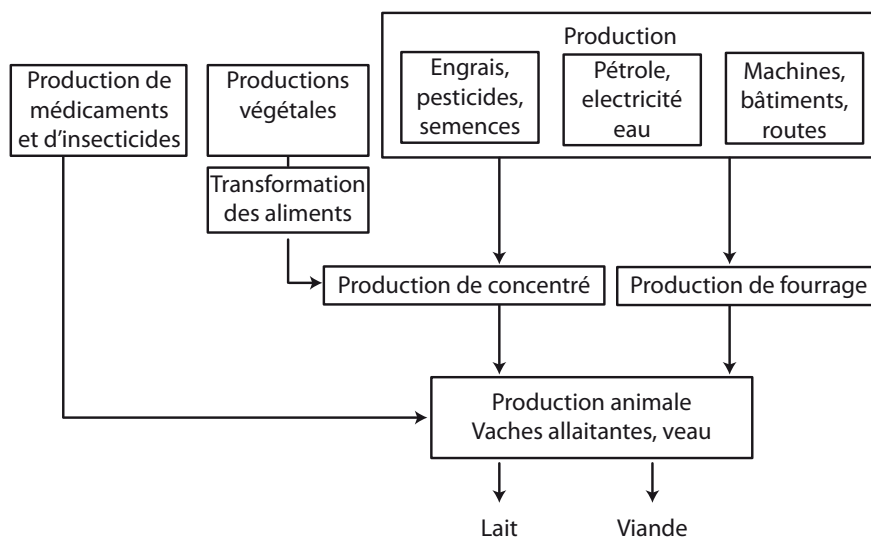 Production
Production de
médicaments
et d'insecticides
Productions
végétales
Engrais,
pesticides,
semences
Pétrole,
electricité
eau
Machines,
bâtiments,
routes
Transformation
des aliments
Production de concentré
Production de fourrage
Production animale
Vaches allaitantes, veau
Lait
Viande